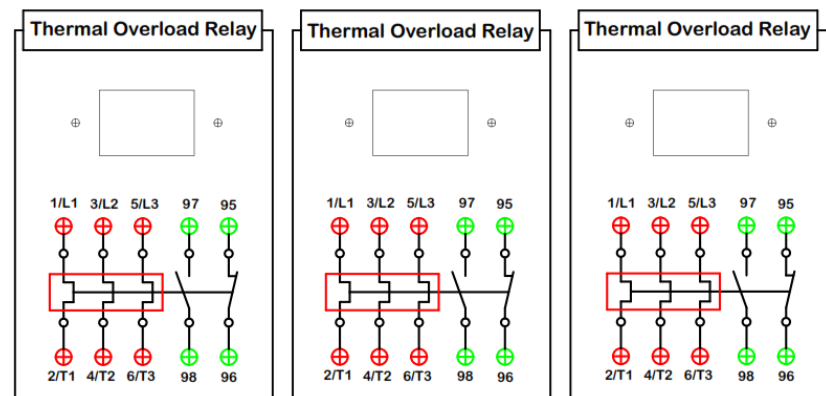 Thermal Overload Relay Thermal Overload Relay Thermal Overload Relay
1/L1 3/L2 5/L3 97 95 1/L1 3/L2 5/L3 97 95 1/L1 3/L2 5/L3 97 95
2/T1 4/T2 6/T3 98 96 2/T1 4/T2 6/T3 98 96 2/T1 4/T2 6/T3 98 96